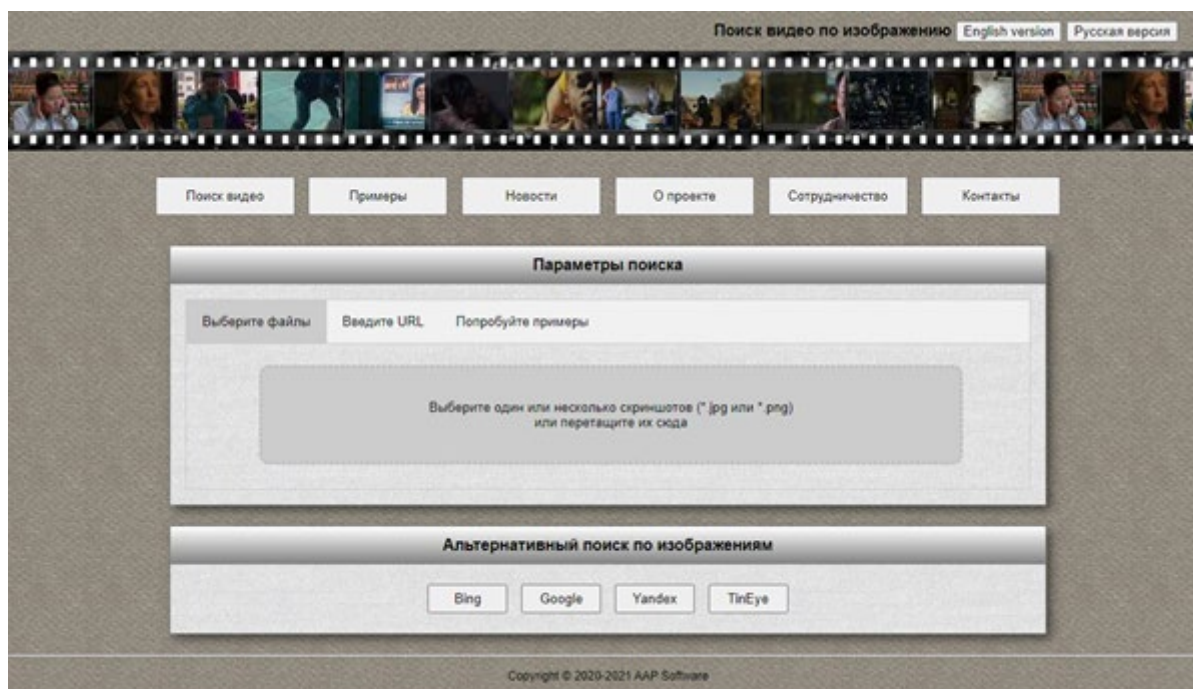 Поиск видео по изображению English version Русская версия
Поиск видео Примеры Новости О проекте Сотрудничество Контакты
Параметры поиска
Выберите файлы Введите URL Попробуйте примеры
Выберите один или несколько скриншотов (*.jpg или *.png)
или перетащите их сюда
Альтернативный поиск по изображениям
Bing Google Yandex TinEye
Copyright © 2020-2021 AAP Software